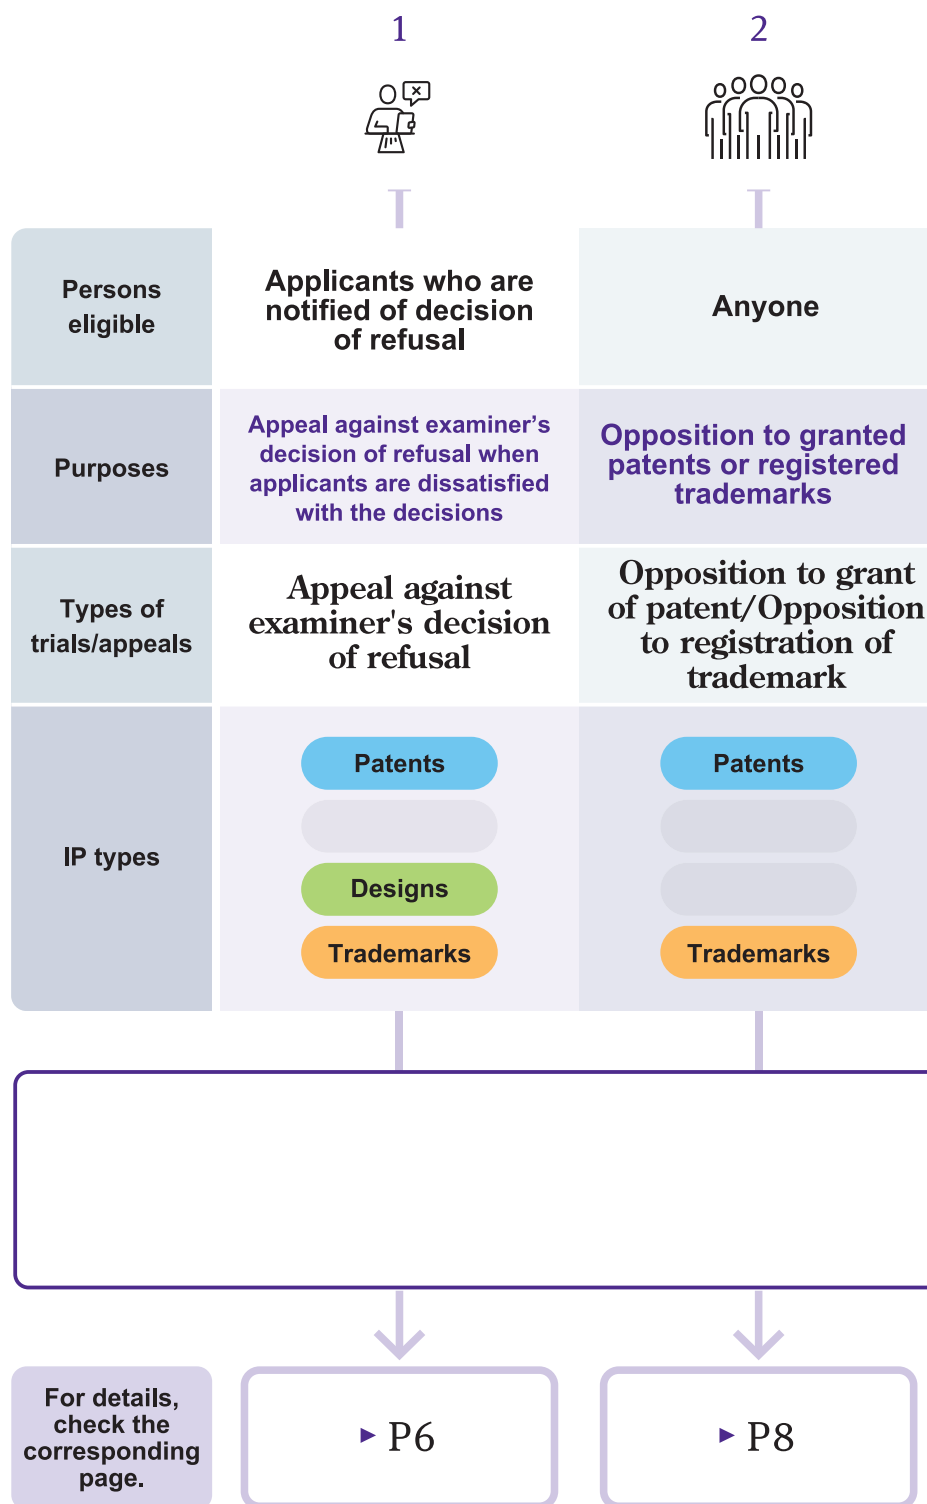 1
2
Persons
eligible
Applicants who are
notified of decision
of refusal
Anyone
Purposes
Appeal against examiner's
decision of refusal when
applicants are dissatisfied
with the decisions
Opposition to granted
patents or registered
trademarks
Types of
trials/appeals
Appeal against
examiner's decision
of refusal
Opposition to grant
of patent/Opposition
to registration of
trademark
IP types
Patents
Designs
Trademarks
Patents
Trademarks
For details,
check the
corresponding
page.
► P6
► P8